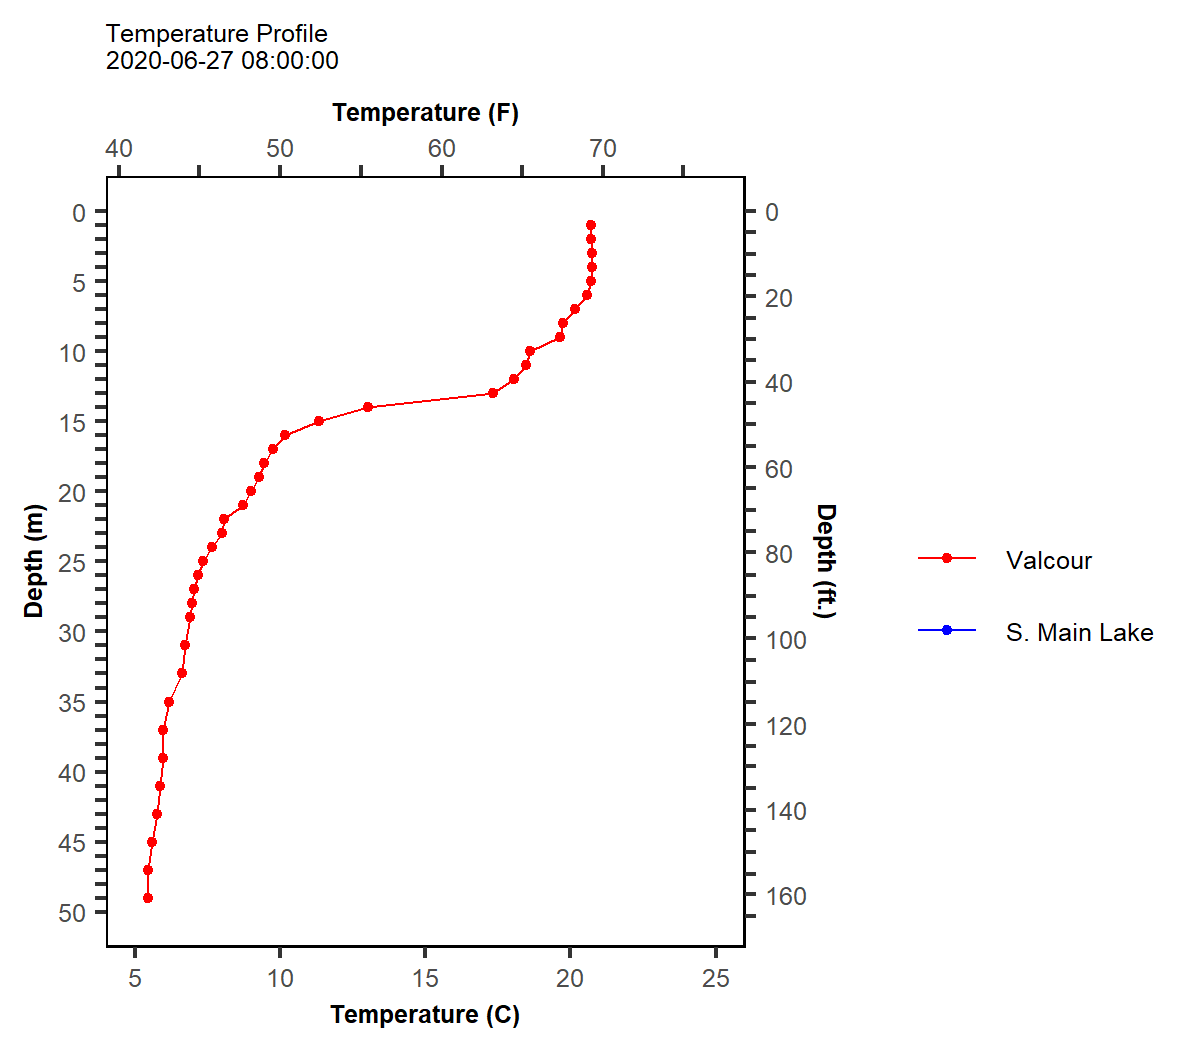 Temperature Profile
2020-06-27 08:00:00
Temperature (F)
40 50 60 70
0 0
5
20
10
40
15
60
20
80
25
Depth (m)
Depth (ft.)
Valcour
30
S. Main Lake
100
35
120
40
140
45
160
50
5 10 15 20 25
Temperature (C)